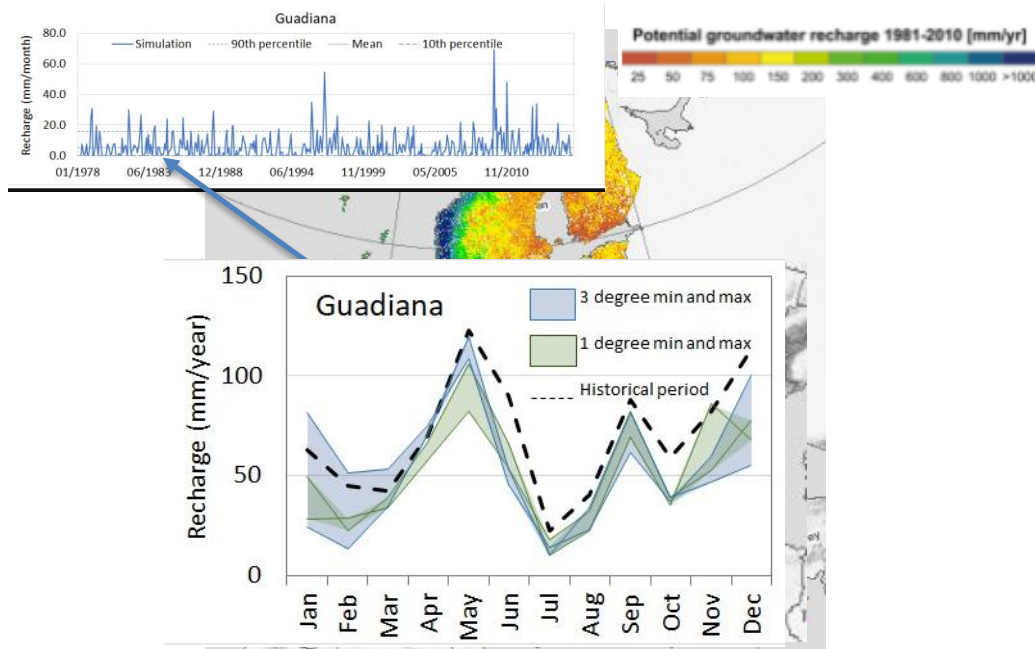 Guadiana
80.0
Simulation 90th percentile Mean 10th percentile
60.0
40.0
20.0
0.0
Recharge (mm/month)
01/1978 06/1983 12/1988 06/1994 11/1999 05/2005 11/2010
Potential groundwater recharge 1981-2010 [mm/yr]
25 50 75 100 150 200 300 400 600 800 1000 >1000
an
150
Guadiana
3 degree min and max
1 degree min and max
Historical period
100
50
0
Recharge (mm/year)
Jan Feb Mar Apr May Jun Jul Aug Sep Oct Nov Dec